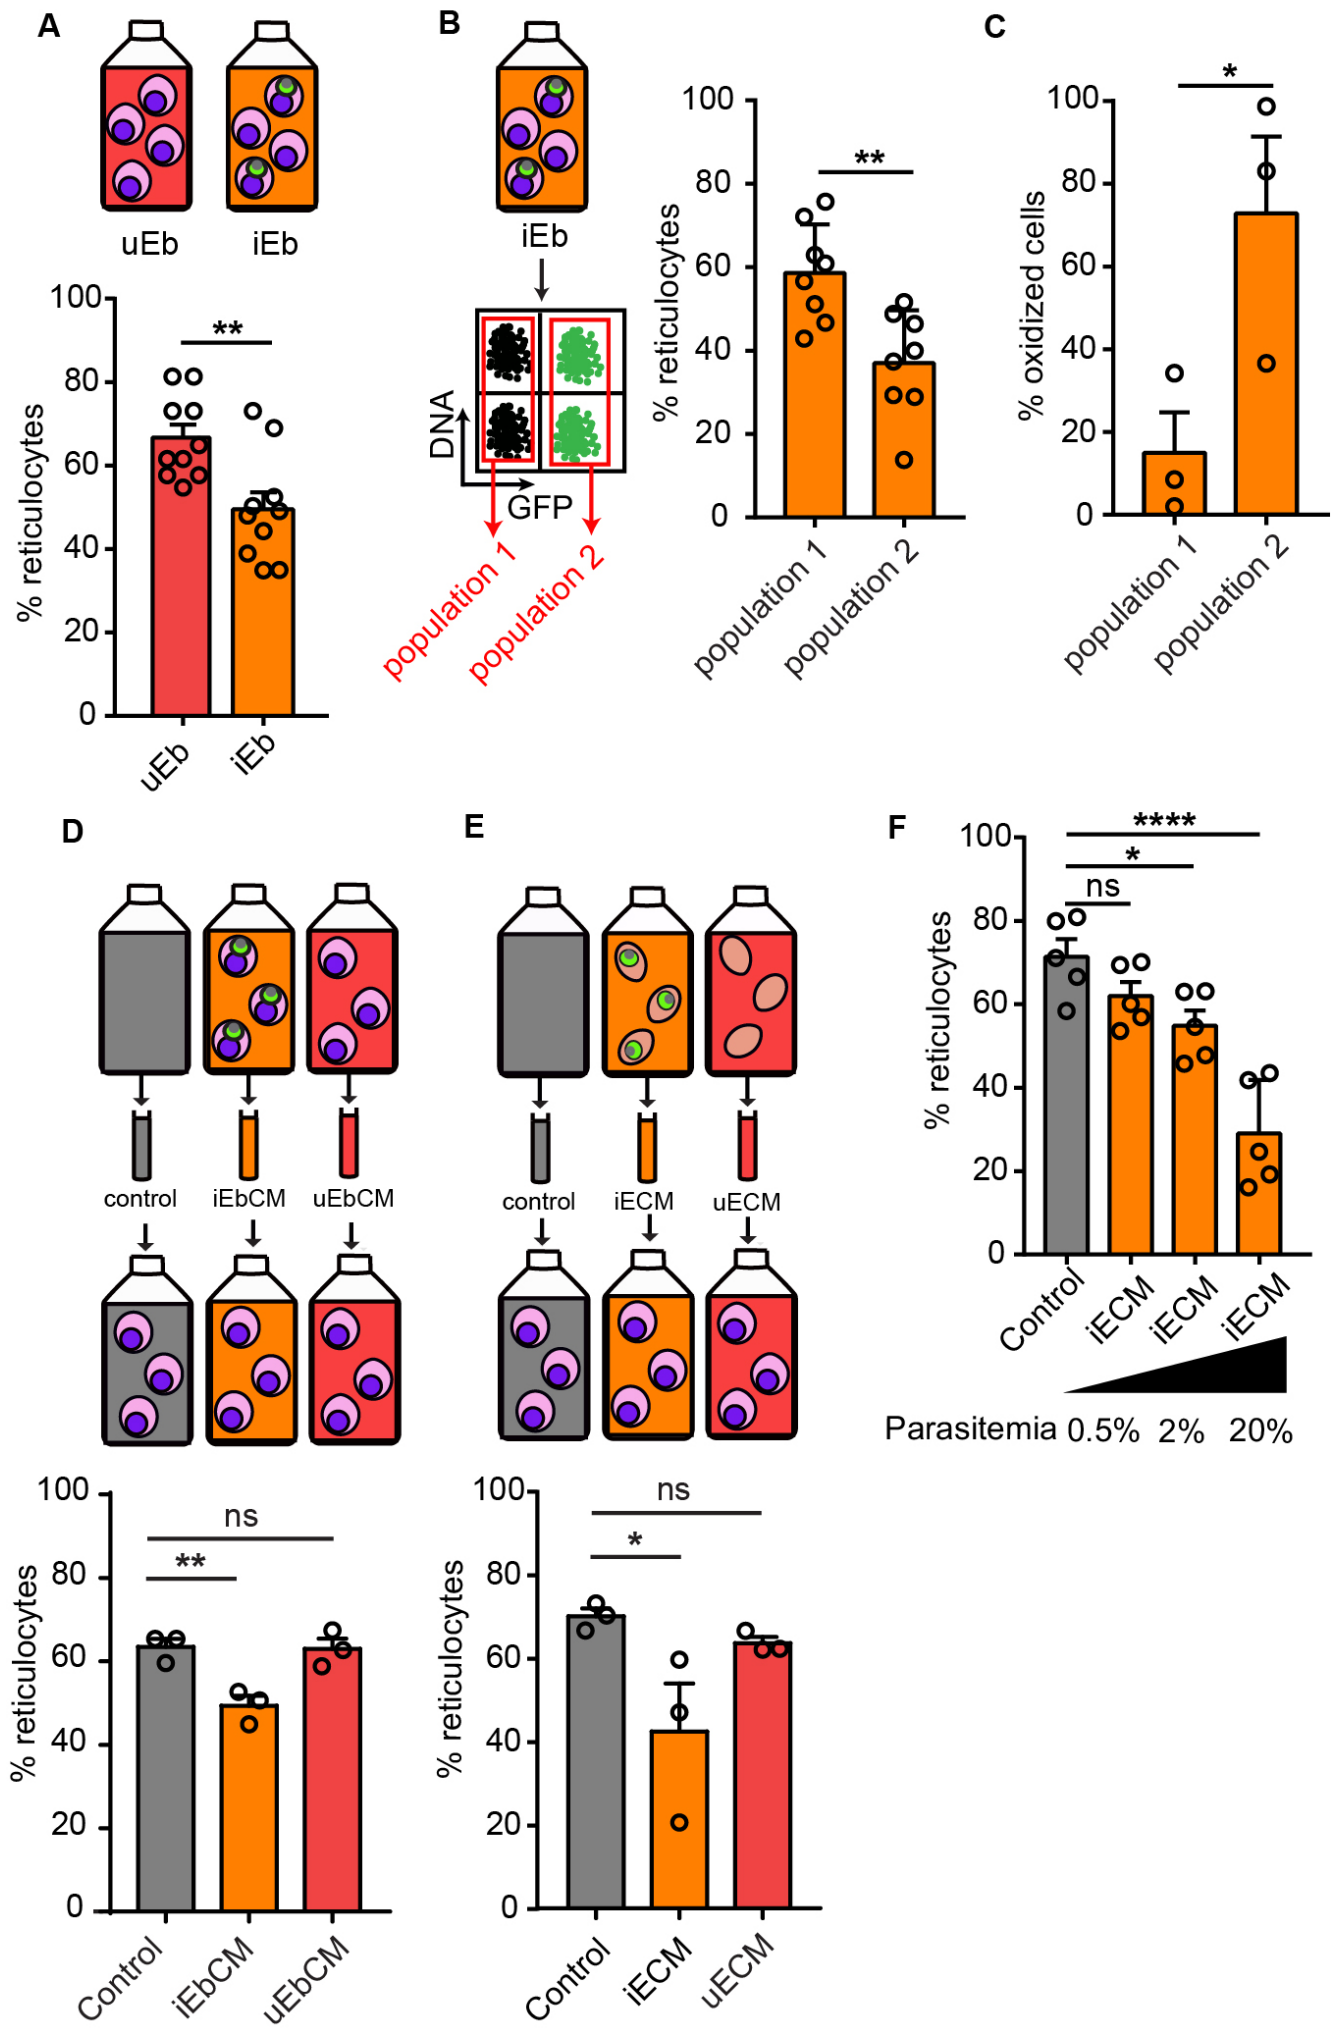 A
uEb
iEb
100
80
60
40
20
0
% reticulocytes
**
uEb
iEb
B
iEb
DNA
GFP
population 1
population 2
100
80
60
40
20
0
% reticulocytes
**
population 1
population 2
C
100
80
60
40
20
0
% oxidized cells
*
population 1
population 2
D
control
iEbCM
uEbCM
100
80
60
40
20
0
% reticulocytes
ns
**
Control
iEbCM
uEbCM
E
control
iECM
uECM
100
80
60
40
20
0
% reticulocytes
ns
*
Control
iECM
uECM
F
100
80
60
40
20
0
% reticulocytes
****
*
ns
Control
iECM
iECM
iECM
Parasitemia 0.5% 2% 20%